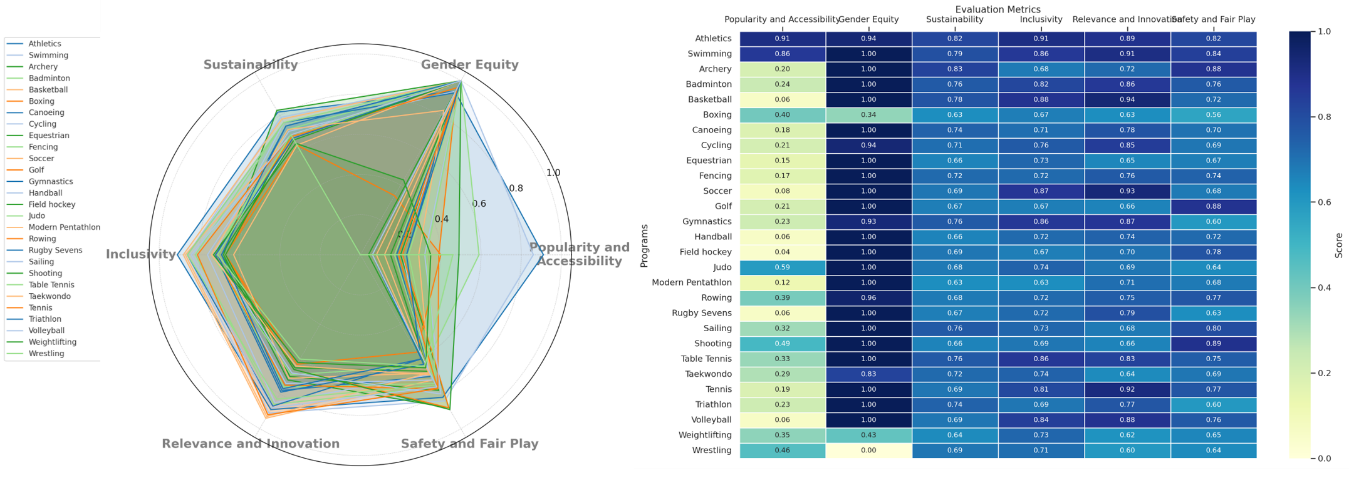 Athletics
Swimming
Archery
Badminton
Basketball
Boxing
Canoeing
Cycling
Equestrian
Fencing
Soccer
Golf
Gymnastics
Handball
Field hockey
Judo
Modern Pentathlon
Rowing
Rugby Sevens
Sailing
Shooting
Table Tennis
Taekwondo
Tennis
Triathlon
Volleyball
Weightlifting
Wrestling
Sustainability
Gender Equity
1.0
0.8
0.6
0.4
Inclusivity
Popularity and
Accessibility
Relevance and Innovation
Safety and Fair Play
Evaluation Metrics
Popularity and Accessibility Gender Equity Sustainability Inclusivity Relevance and Innovation Safety and Fair Play
Programs
Athletics 0.91 0.94 0.82 0.91 0.89 0.82
Swimming 0.86 1.00 0.79 0.86 0.91 0.84
Archery 0.20 1.00 0.83 0.68 0.72 0.88
Badminton 0.24 1.00 0.76 0.82 0.86 0.76
Basketball 0.06 1.00 0.78 0.88 0.94 0.72
Boxing 0.40 0.34 0.63 0.67 0.63 0.56
Canoeing 0.18 1.00 0.74 0.71 0.78 0.70
Cycling 0.21 0.94 0.71 0.76 0.85 0.69
Equestrian 0.15 1.00 0.66 0.73 0.65 0.67
Fencing 0.17 1.00 0.72 0.72 0.76 0.74
Soccer 0.08 1.00 0.69 0.87 0.93 0.68
Golf 0.21 1.00 0.67 0.67 0.66 0.88
Gymnastics 0.23 0.93 0.76 0.86 0.87 0.60
Handball 0.06 1.00 0.66 0.72 0.74 0.72
Field hockey 0.04 1.00 0.69 0.67 0.70 0.78
Judo 0.59 1.00 0.68 0.74 0.69 0.64
Modern Pentathlon 0.12 1.00 0.63 0.63 0.71 0.68
Rowing 0.39 0.96 0.68 0.72 0.75 0.77
Rugby Sevens 0.06 1.00 0.67 0.72 0.79 0.63
Sailing 0.32 1.00 0.76 0.73 0.68 0.80
Shooting 0.49 1.00 0.66 0.69 0.66 0.89
Table Tennis 0.33 1.00 0.76 0.86 0.83 0.75
Taekwondo 0.29 0.83 0.72 0.74 0.64 0.69
Tennis 0.19 1.00 0.69 0.81 0.92 0.77
Triathlon 0.23 1.00 0.74 0.69 0.77 0.60
Volleyball 0.06 1.00 0.69 0.84 0.88 0.76
Weightlifting 0.35 0.43 0.64 0.73 0.62 0.65
Wrestling 0.46 0.00 0.69 0.71 0.60 0.64
1.0
0.8
0.6
0.4
0.2
0.0
Score